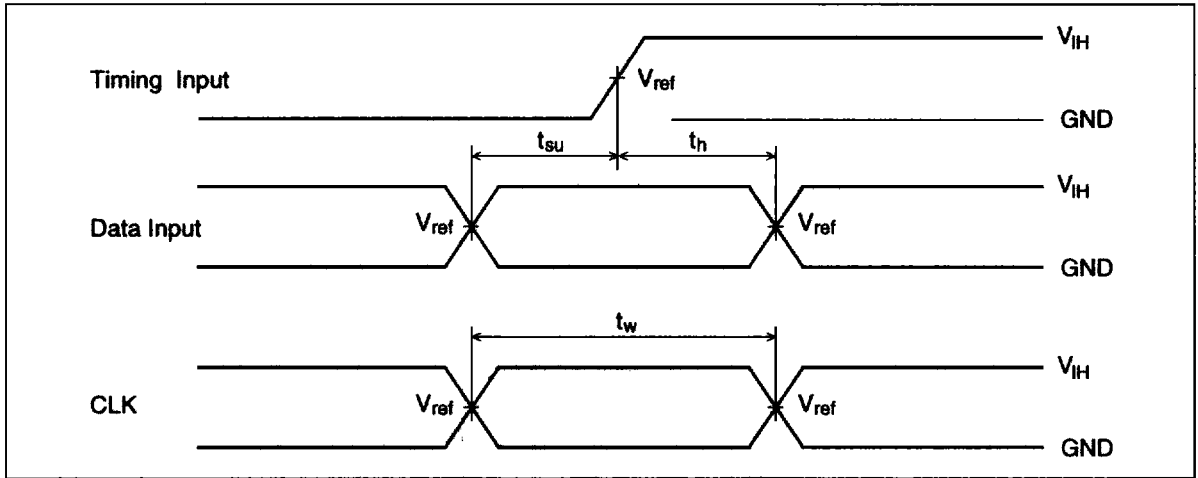 V_IH
Timing Input
V_ref
GND
t_su
t_h
V_IH
Data Input
V_ref
V_ref
GND
t_w
V_IH
CLK
V_ref
V_ref
GND